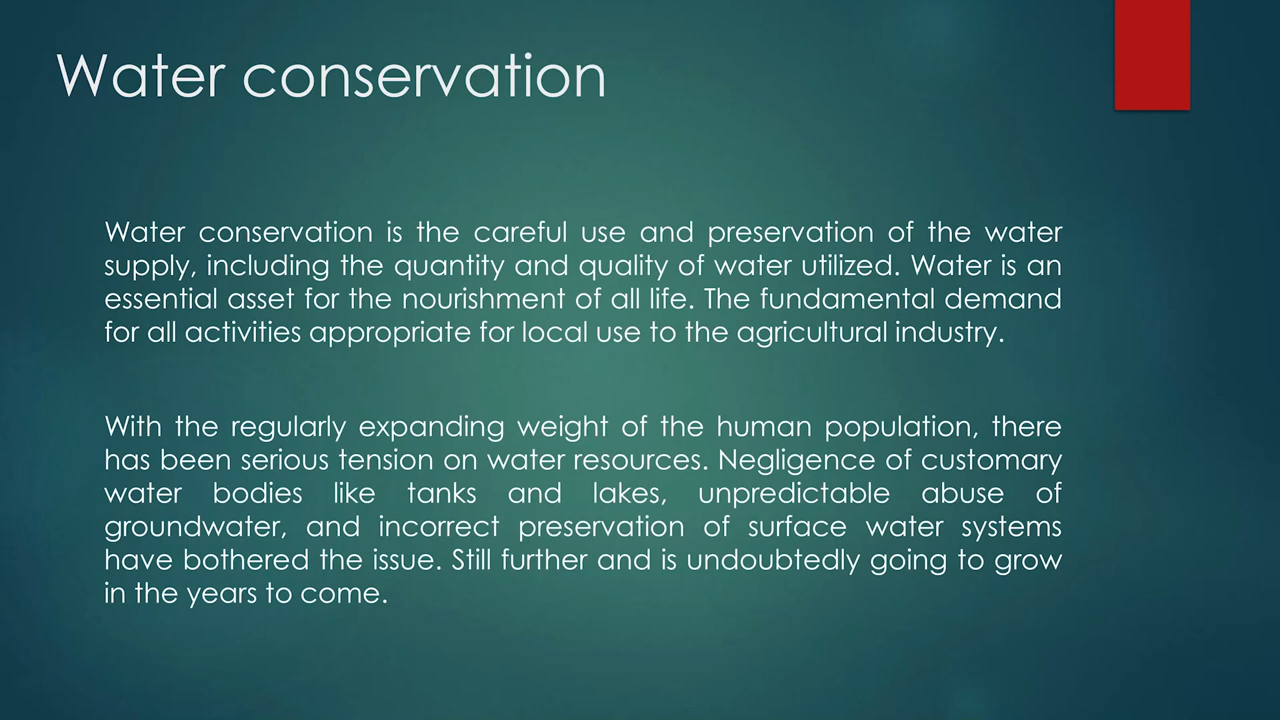 Water conservation
Water conservation is the careful use and preservation of the water
supply, including the quantity and quality of water utilized. Water is an
essential asset for the nourishment of all life. The fundamental demand
for all activities appropriate for local use to the agricultural industry.
With the regularly expanding weight of the human population, there
has been serious tension on water resources. Negligence of customary
water bodies like tanks and lakes, unpredictable abuse of
groundwater, and incorrect preservation of surface water systems
have bothered the issue. Still further and is undoubtedly going to grow
in the years to come.